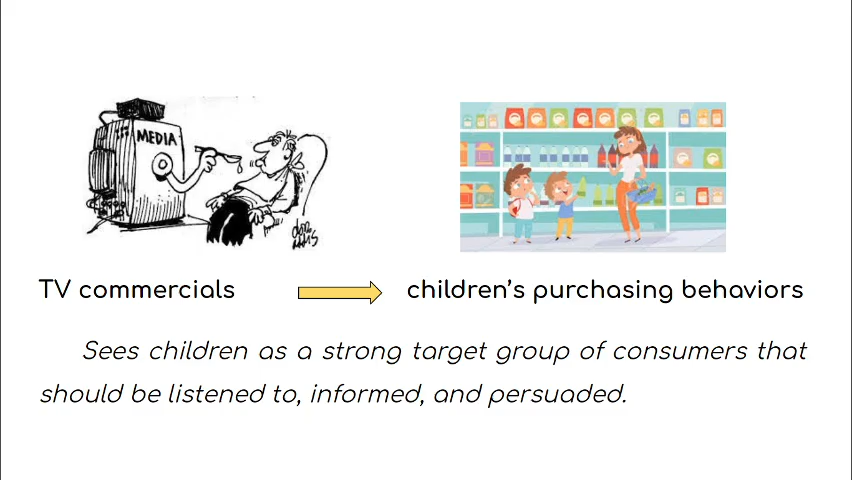 MEDIA
TV commercials
children's purchasing behaviors
Sees children as a strong target group of consumers that
should be listened to, informed, and persuaded.